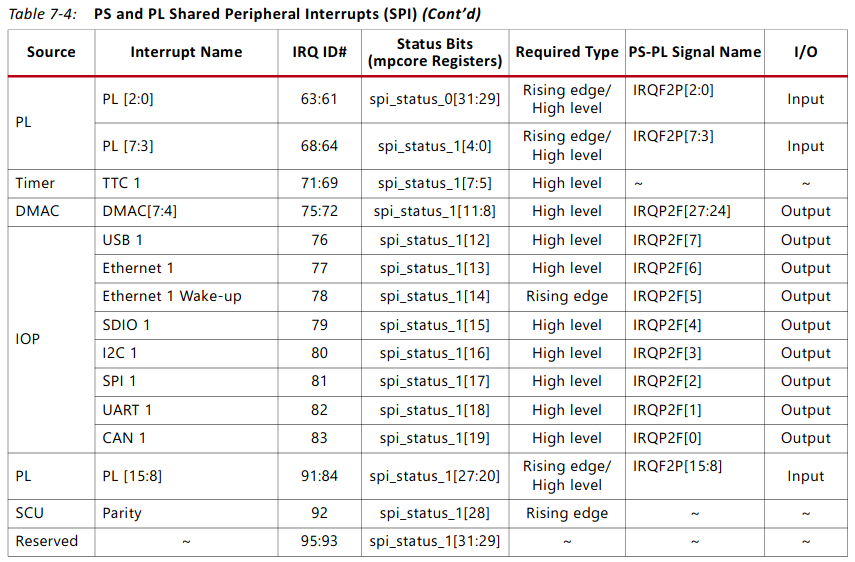 Table 7-4: PS and PL Shared Peripheral Interrupts (SPI) (Cont'd)
Source Interrupt Name IRQ ID# Status Bits (mpcore Registers) Required Type PS-PL Signal Name I/O
PL PL [2:0] 63:61 spi_status_0[31:29] Rising edge/ High level IRQF2P[2:0] Input
PL [7:3] 68:64 spi_status_1[4:0] Rising edge/ High level IRQF2P[7:3] Input
Timer TTC 1 71:69 spi_status_1[7:5] High level ~ ~
DMAC DMAC[7:4] 75:72 spi_status_1[11:8] High level IRQP2F[27:24] Output
IOP USB 1 76 spi_status_1[12] High level IRQP2F[7] Output
Ethernet 1 77 spi_status_1[13] High level IRQP2F[6] Output
Ethernet 1 Wake-up 78 spi_status_1[14] Rising edge IRQP2F[5] Output
SDIO 1 79 spi_status_1[15] High level IRQP2F[4] Output
I2C 1 80 spi_status_1[16] High level IRQP2F[3] Output
SPI 1 81 spi_status_1[17] High level IRQP2F[2] Output
UART 1 82 spi_status_1[18] High level IRQP2F[1] Output
CAN 1 83 spi_status_1[19] High level IRQP2F[0] Output
PL PL [15:8] 91:84 spi_status_1[27:20] Rising edge/ High level IRQF2P[15:8] Input
SCU Parity 92 spi_status_1[28] Rising edge ~ ~
Reserved ~ 95:93 spi_status_1[31:29] ~ ~ ~